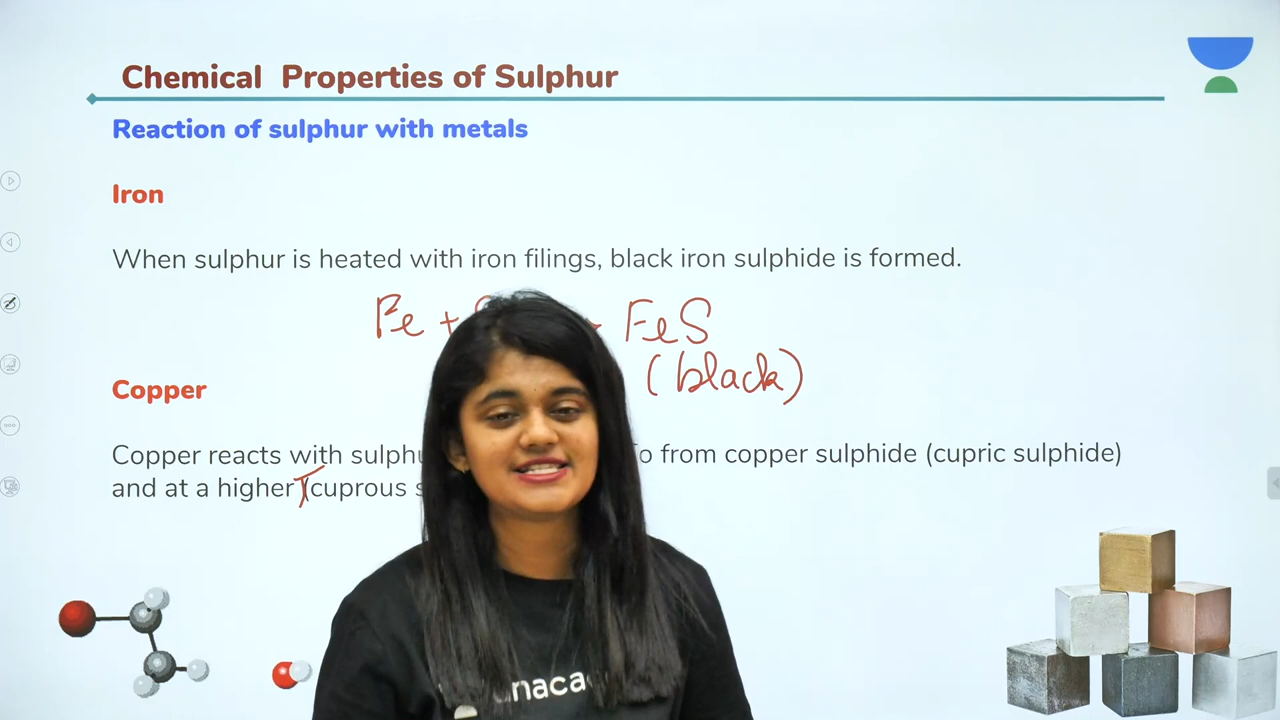 Chemical Properties of Sulphur
Reaction of sulphur with metals
Iron
When sulphur is heated with iron filings, black iron sulphide is formed.
Fe + FeS
(black)
Copper
Copper reacts with from copper sulphide (cupric sulphide)
and at a higher T (cuprous